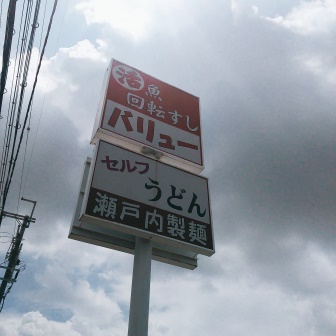 活魚
回転すし
バリュー
セルフ
うどん
瀬戸内製麺